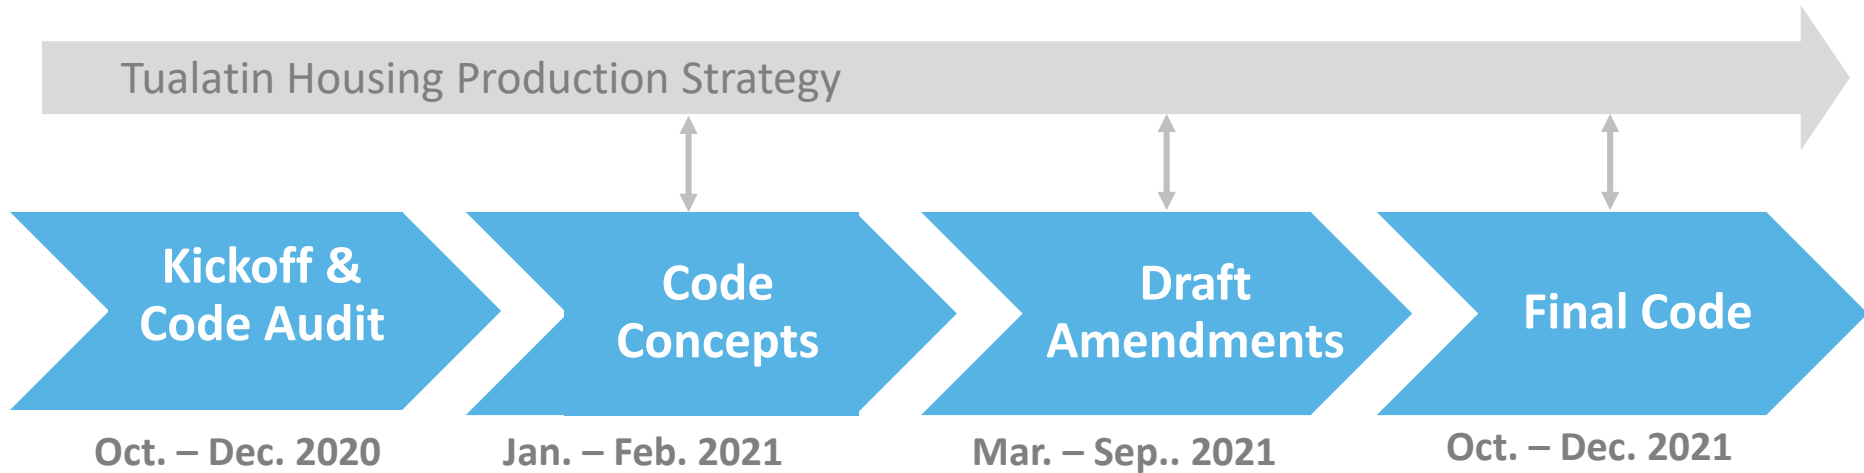 Tualatin Housing Production Strategy
Kickoff &
Code Audit
Code
Concepts
Draft
Amendments
Final Code
Oct. – Dec. 2020
Jan. – Feb. 2021
Mar. – Sep.. 2021
Oct. – Dec. 2021